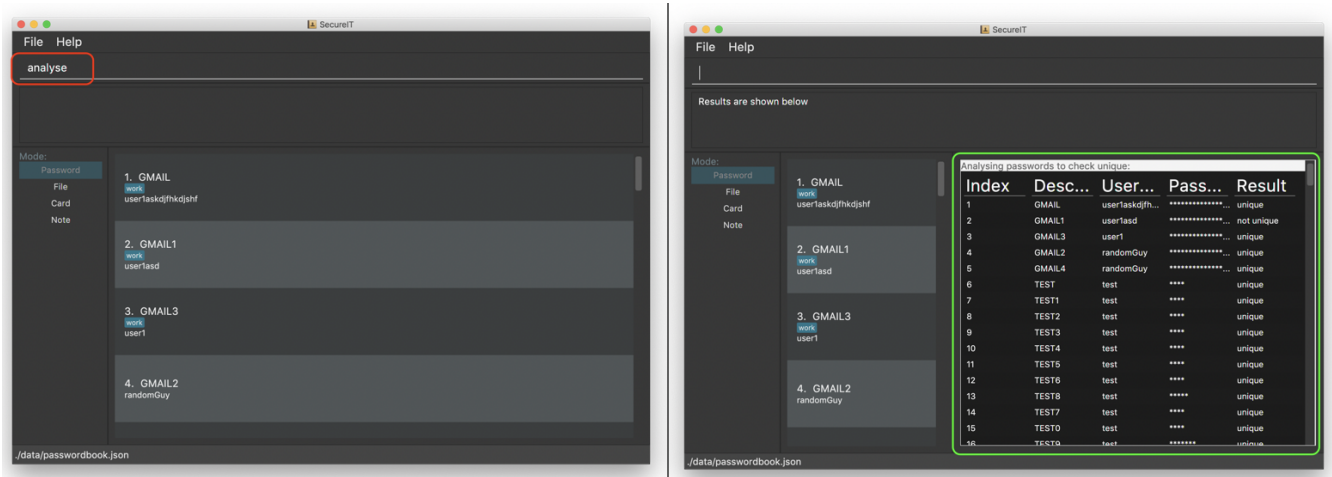 SecureIT
File Help
analyse
Mode:
Password
File
Card
Note
1. GMAIL
work
user1askdjfhkdjshf
2. GMAIL1
work
user1asd
3. GMAIL3
work
user1
4. GMAIL2
randomGuy
./data/passwordbook.json
SecureIT
File Help
Results are shown below
Mode:
Password
File
Card
Note
1. GMAIL
work
user1askdjfhkdjshf
2. GMAIL1
work
user1asd
3. GMAIL3
work
user1
4. GMAIL2
randomGuy
Analysing passwords to check unique:
Index Desc... User... Pass... Result
1 GMAIL user1askdjfh... **************... unique
2 GMAIL1 user1asd **************... not unique
3 GMAIL3 user1 **************... unique
4 GMAIL2 randomGuy **************... unique
5 GMAIL4 randomGuy **************... unique
6 TEST test **** unique
7 TEST1 test **** unique
8 TEST2 test **** unique
9 TEST3 test **** unique
10 TEST4 test **** unique
11 TEST5 test **** unique
12 TEST6 test **** unique
13 TEST8 test ***** unique
14 TEST7 test **** unique
15 TEST0 test **** unique
16 TEST9 test ******* unique
./data/passwordbook.json